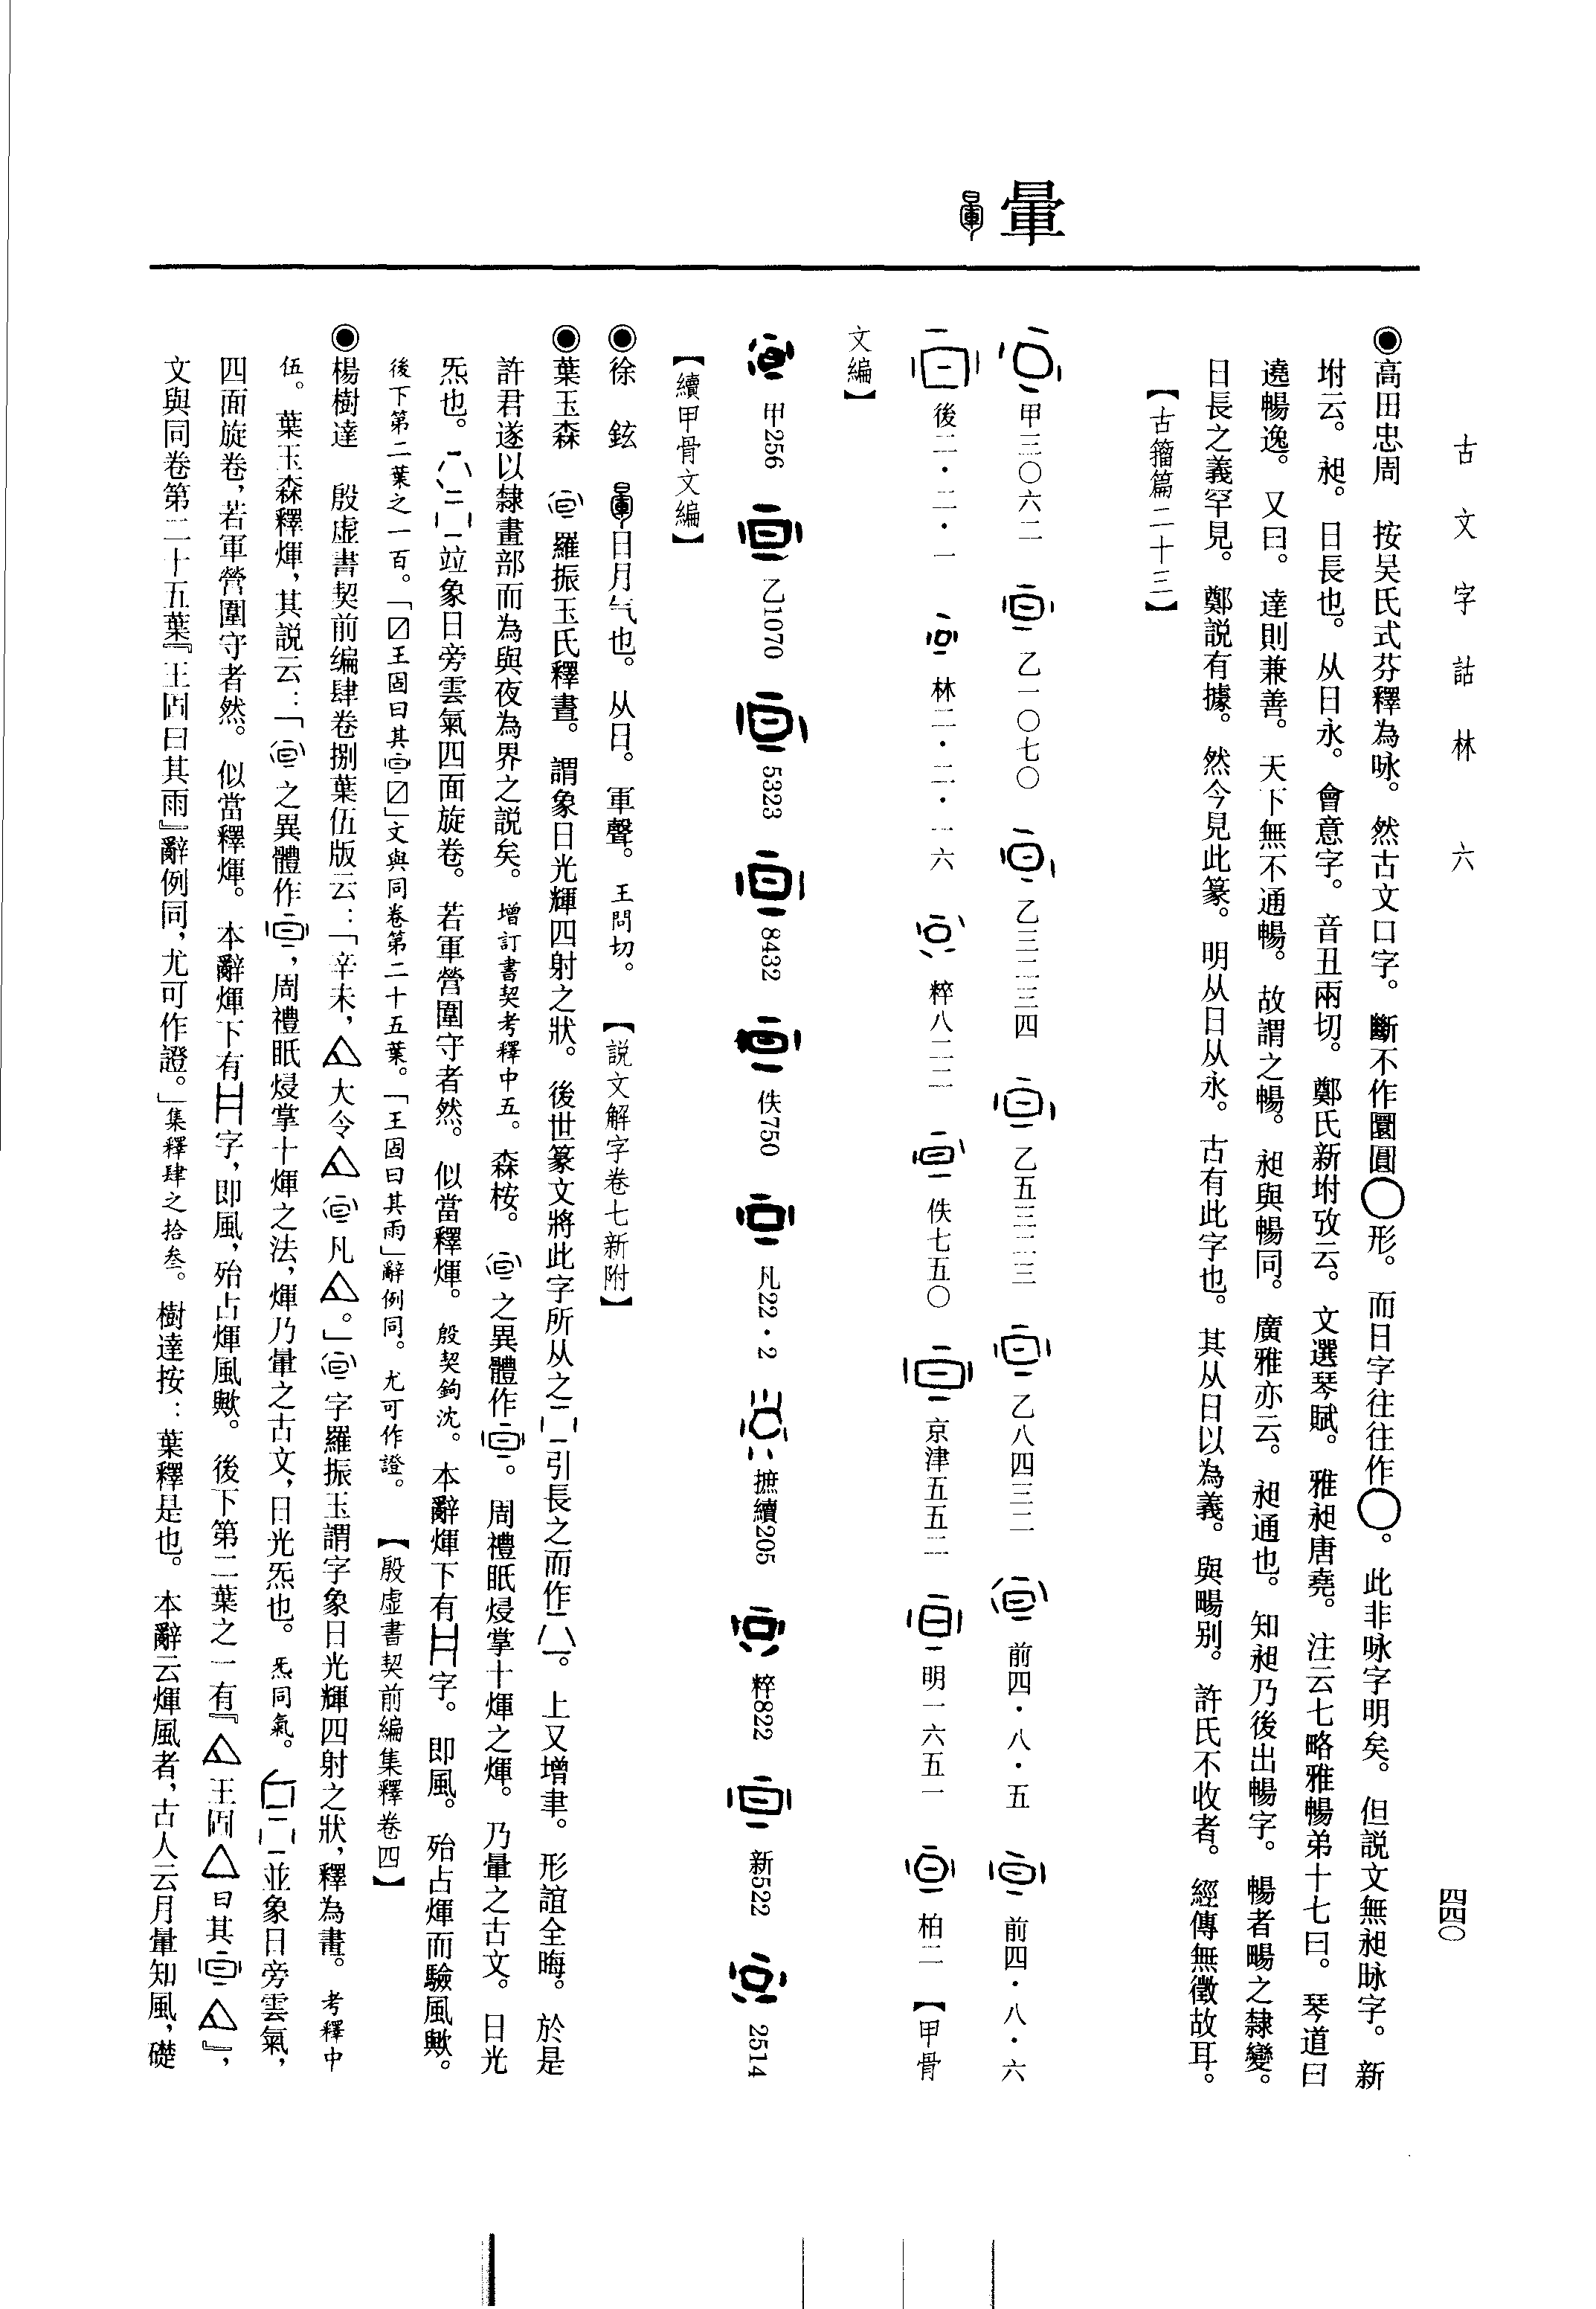 古文字詁林 六
四四〇
暈
◉高田忠周 按吴氏式芬釋為咏。然古文口字。斷不作圜圓◯形。而日字往往作◯。此非咏字明矣。但説文無昶昹字。新
坿云。昶。日長也。从日永。會意字。音丑兩切。鄭氏新坿攷云。文選琴賦。雅昶唐堯。注云七略雅暢弟十七曰。琴道曰
遶暢逸。又曰。達則兼善。天下無不通暢。故謂之暢。昶與暢同。廣雅亦云。昶通也。知昶乃後出暢字。暢者暘之隸變。
日長之義罕見。鄭説有據。然今見此篆。明从日从永。古有此字也。其从日以為義。與暘别。許氏不收者。經傳無徵故耳。
【古籀篇二十三】
甲三〇六二 乙一〇七〇 乙三二三四 乙五三二三 乙八四三二 前四·八·五 前四·八·六
後二·二·一 林二·二·一六 粹八二二 佚七五〇 京津五五二 明一六五一 柏二 【甲骨
文編】
甲256 乙1070 5323 8432 佚750 凡22·2 摭續205 粹822 新522 2514
【續甲骨文編】
◉徐 鉉 日月气也。从日。軍聲。王問切。【説文解字卷七新附】
◉葉玉森 羅振玉氏釋晝。謂象日光輝四射之狀。後世篆文將此字所从之引長之而作。上又增聿。形誼全晦。於是
許君遂以隸畫部而為與夜為界之説矣。增訂書契考釋中五。森桉。之異體作。周禮眂祲掌十煇之煇。乃暈之古文。日光
炁也。竝象日旁雲氣四面旋卷。若軍營圍守者然。似當釋煇。殷契鉤沈。本辭煇下有字。即風。殆占煇而驗風歟。
後下第二葉之一百。「☐王固曰其☐」文與同卷第二十五葉。「王固曰其雨」辭例同。尤可作證。 【殷虚書契前編集釋卷四】
◉楊樹達 殷虚書契前编肆卷捌葉伍版云：「辛未，大令凡。」字羅振玉謂字象日光輝四射之狀，釋為晝。考釋中
伍。葉玉森釋煇，其説云：「之異體作，周禮眂祲掌十煇之法，煇乃暈之古文，日光炁也。炁同氣。並象日旁雲氣，
四面旋卷，若軍營圍守者然。似當釋煇。本辭煇下有字，即風，殆占煇風歟。後下第二葉之一有『王固曰其』，
文與同卷第二十五葉『王固曰其雨』辭例同，尤可作證。」集釋肆之拾叁。樹達按：葉釋是也。本辭云煇風者，古人云月暈知風，礎